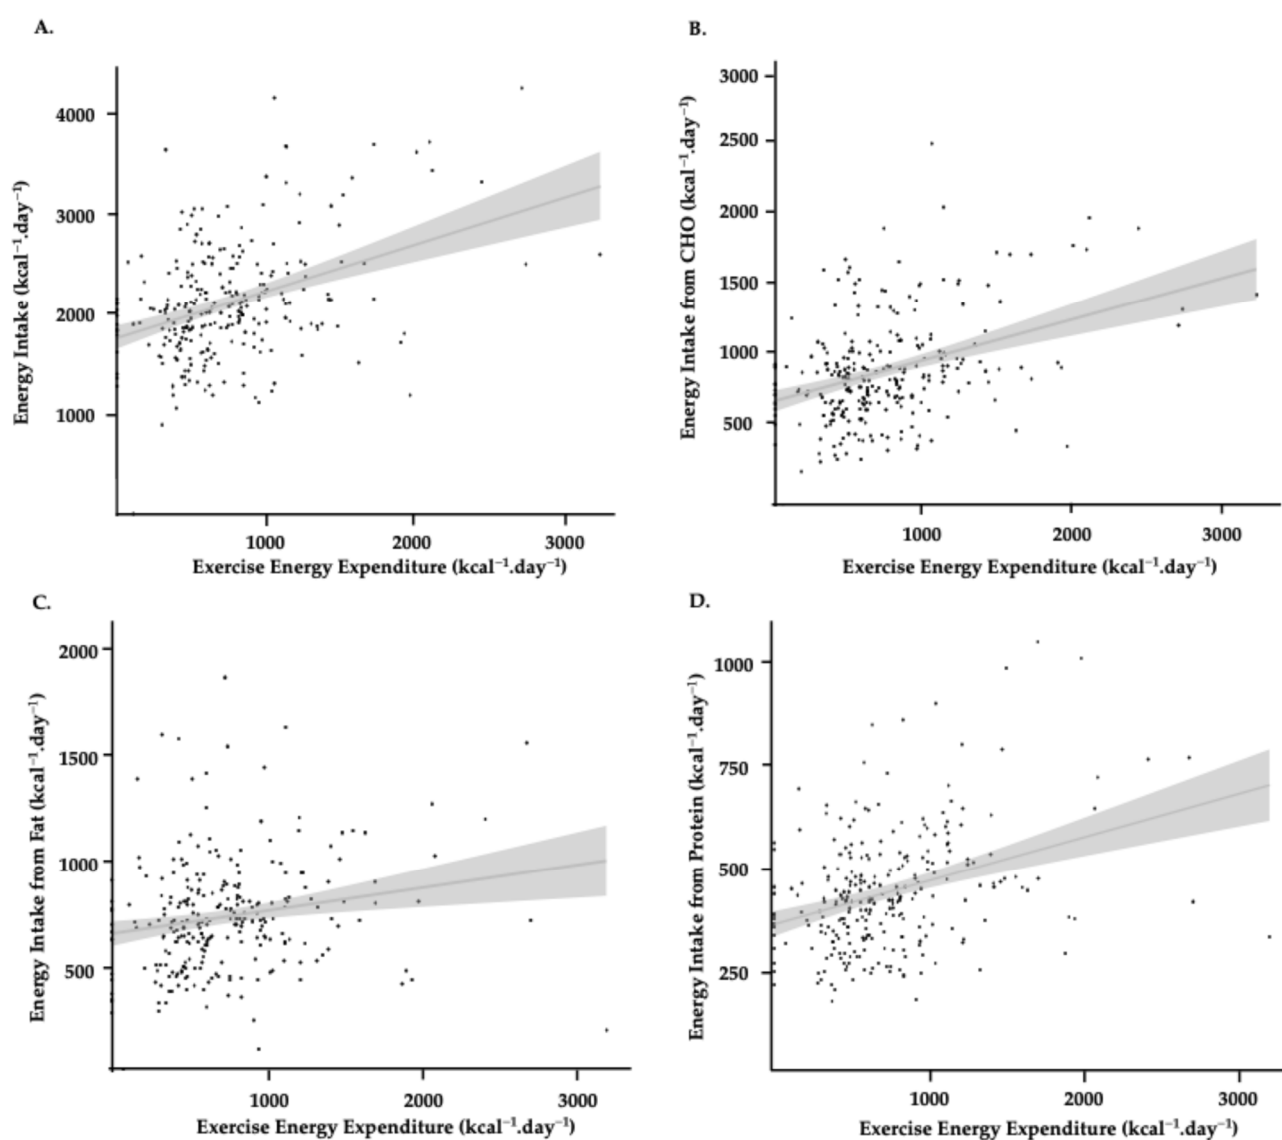 A.
4000
3000
2000
1000
Energy Intake (kcal⁻¹.day⁻¹)
1000 2000 3000
Exercise Energy Expenditure (kcal⁻¹.day⁻¹)
B.
3000
2500
2000
1500
1000
500
Energy Intake from CHO (kcal⁻¹.day⁻¹)
1000 2000 3000
Exercise Energy Expenditure (kcal⁻¹.day⁻¹)
C.
2000
1500
1000
500
Energy Intake from Fat (kcal⁻¹.day⁻¹)
1000 2000 3000
Exercise Energy Expenditure (kcal⁻¹.day⁻¹)
D.
1000
750
500
250
Energy Intake from Protein (kcal⁻¹.day⁻¹)
1000 2000 3000
Exercise Energy Expenditure (kcal⁻¹.day⁻¹)